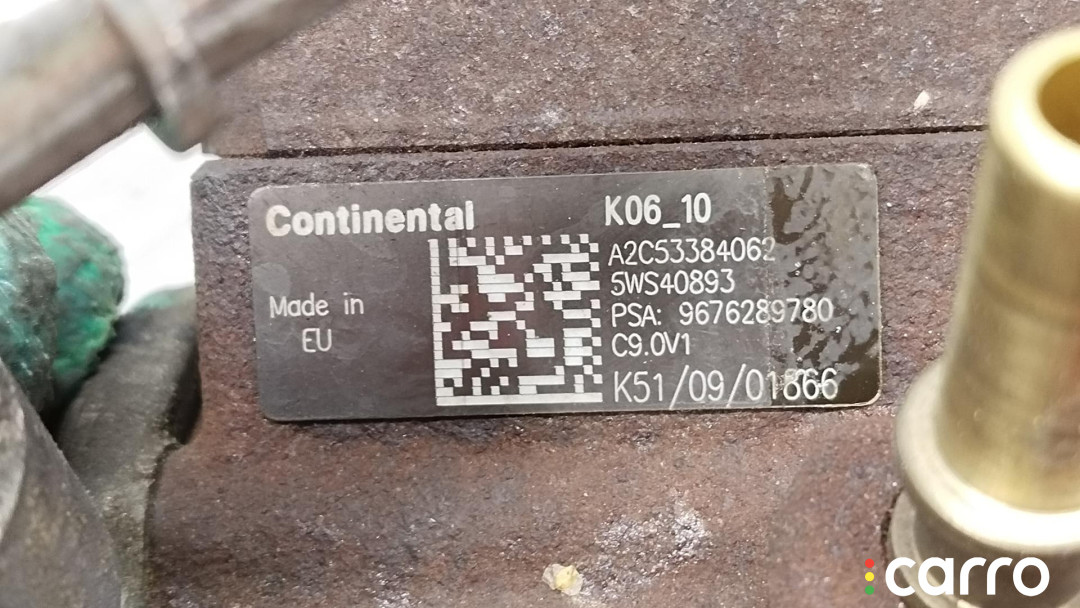 Continental
Made in
EU
K06_10
A2C53384062
5WS40893
PSA: 9676289780
C9.0V1
K51/09/01866
carro